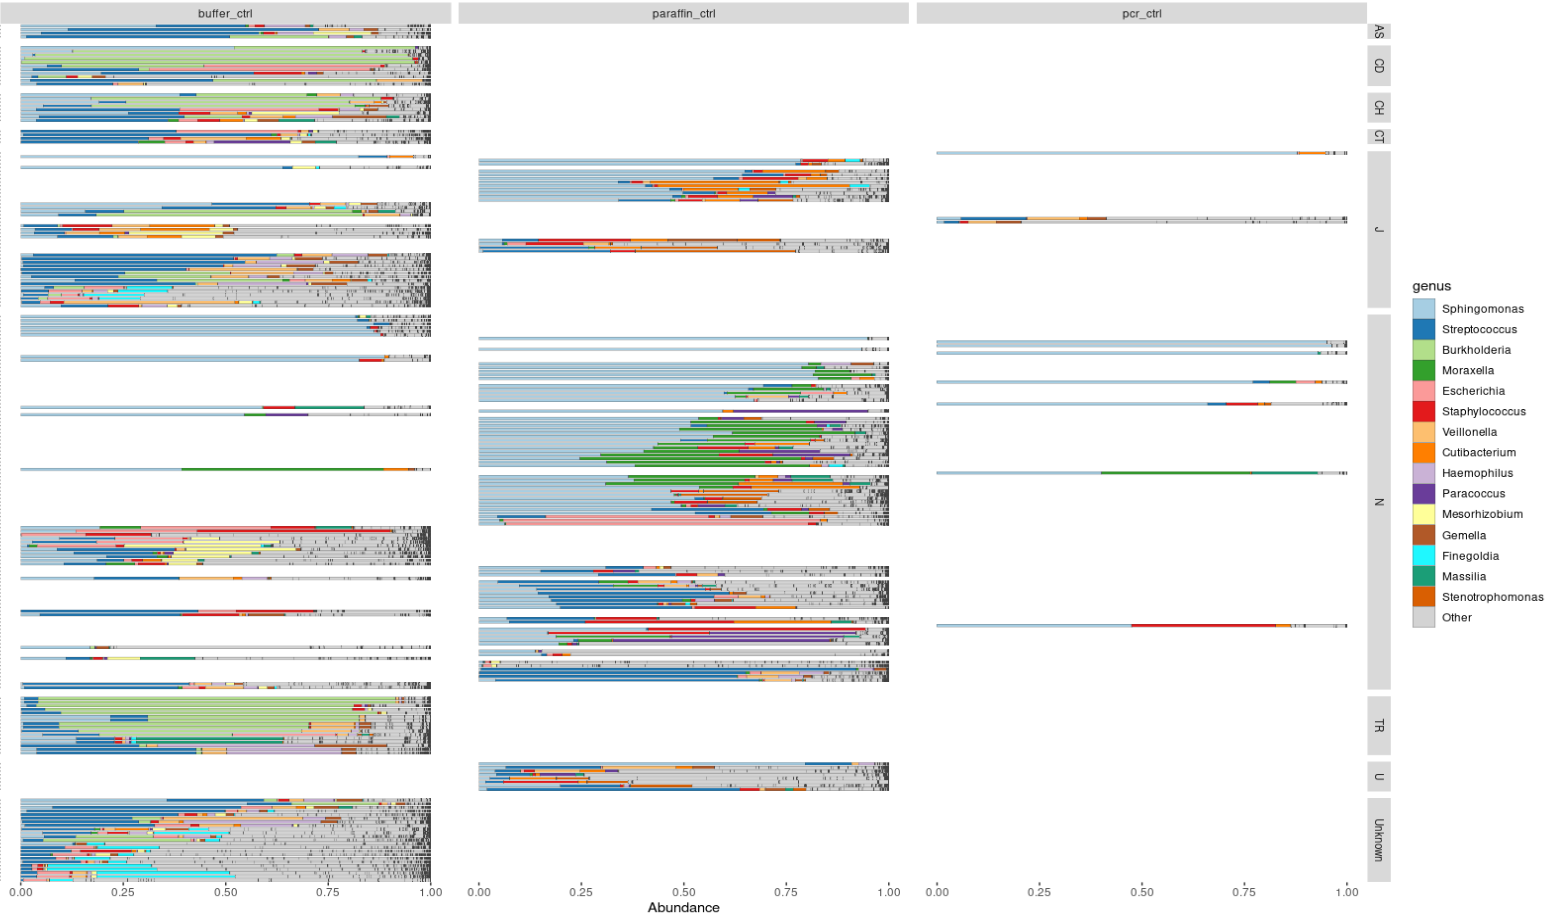 buffer_ctrl
paraffin_ctrl
pcr_ctrl
AS
CD
CH
CT
J
N
TR
U
Unknown
genus
Sphingomonas
Streptococcus
Burkholderia
Moraxella
Escherichia
Staphylococcus
Veillonella
Cutibacterium
Haemophilus
Paracoccus
Mesorhizobium
Gemella
Finegoldia
Massilia
Stenotrophomonas
Other
0.00 0.25 0.50 0.75 1.00 0.00 0.25 0.50 0.75 1.00 0.00 0.25 0.50 0.75 1.00
Abundance